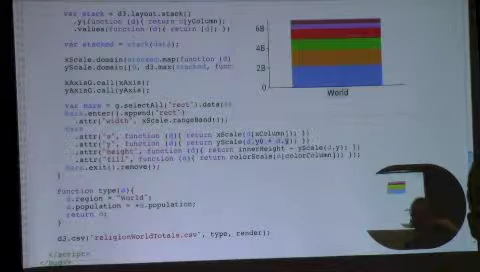 var stack = d3.layout.stack()
.y(function (d){ return d[yColumn];
.values(function (d){ return [d]; });
var stacked = stack(data);
xScale.domain(stacked.map(function (d)
yScale.domain([0, d3.max(stacked, func
xAxisG.call(xAxis);
yAxisG.call(yAxis);
var bars = g.selectAll("rect").data(
bars.enter().append("rect")
.attr("width", xScale.rangeBand());
bars
.attr("x", function (d){ return xScale(d[xColumn]); })
.attr("y", function (d){ return yScale(d.y0 + d.y); })
.attr("height", function (d){ return innerHeight - yScale(d.y); })
.attr("fill", function (d){ return colorScale(d[colorColumn]); });
bars.exit().remove();
}
function type(d){
d.region = "World";
d.population = +d.population;
return d;
}
d3.csv("religionWorldTotals.csv", type, render);
</script>
</body>
6B
4B
2B
0
World